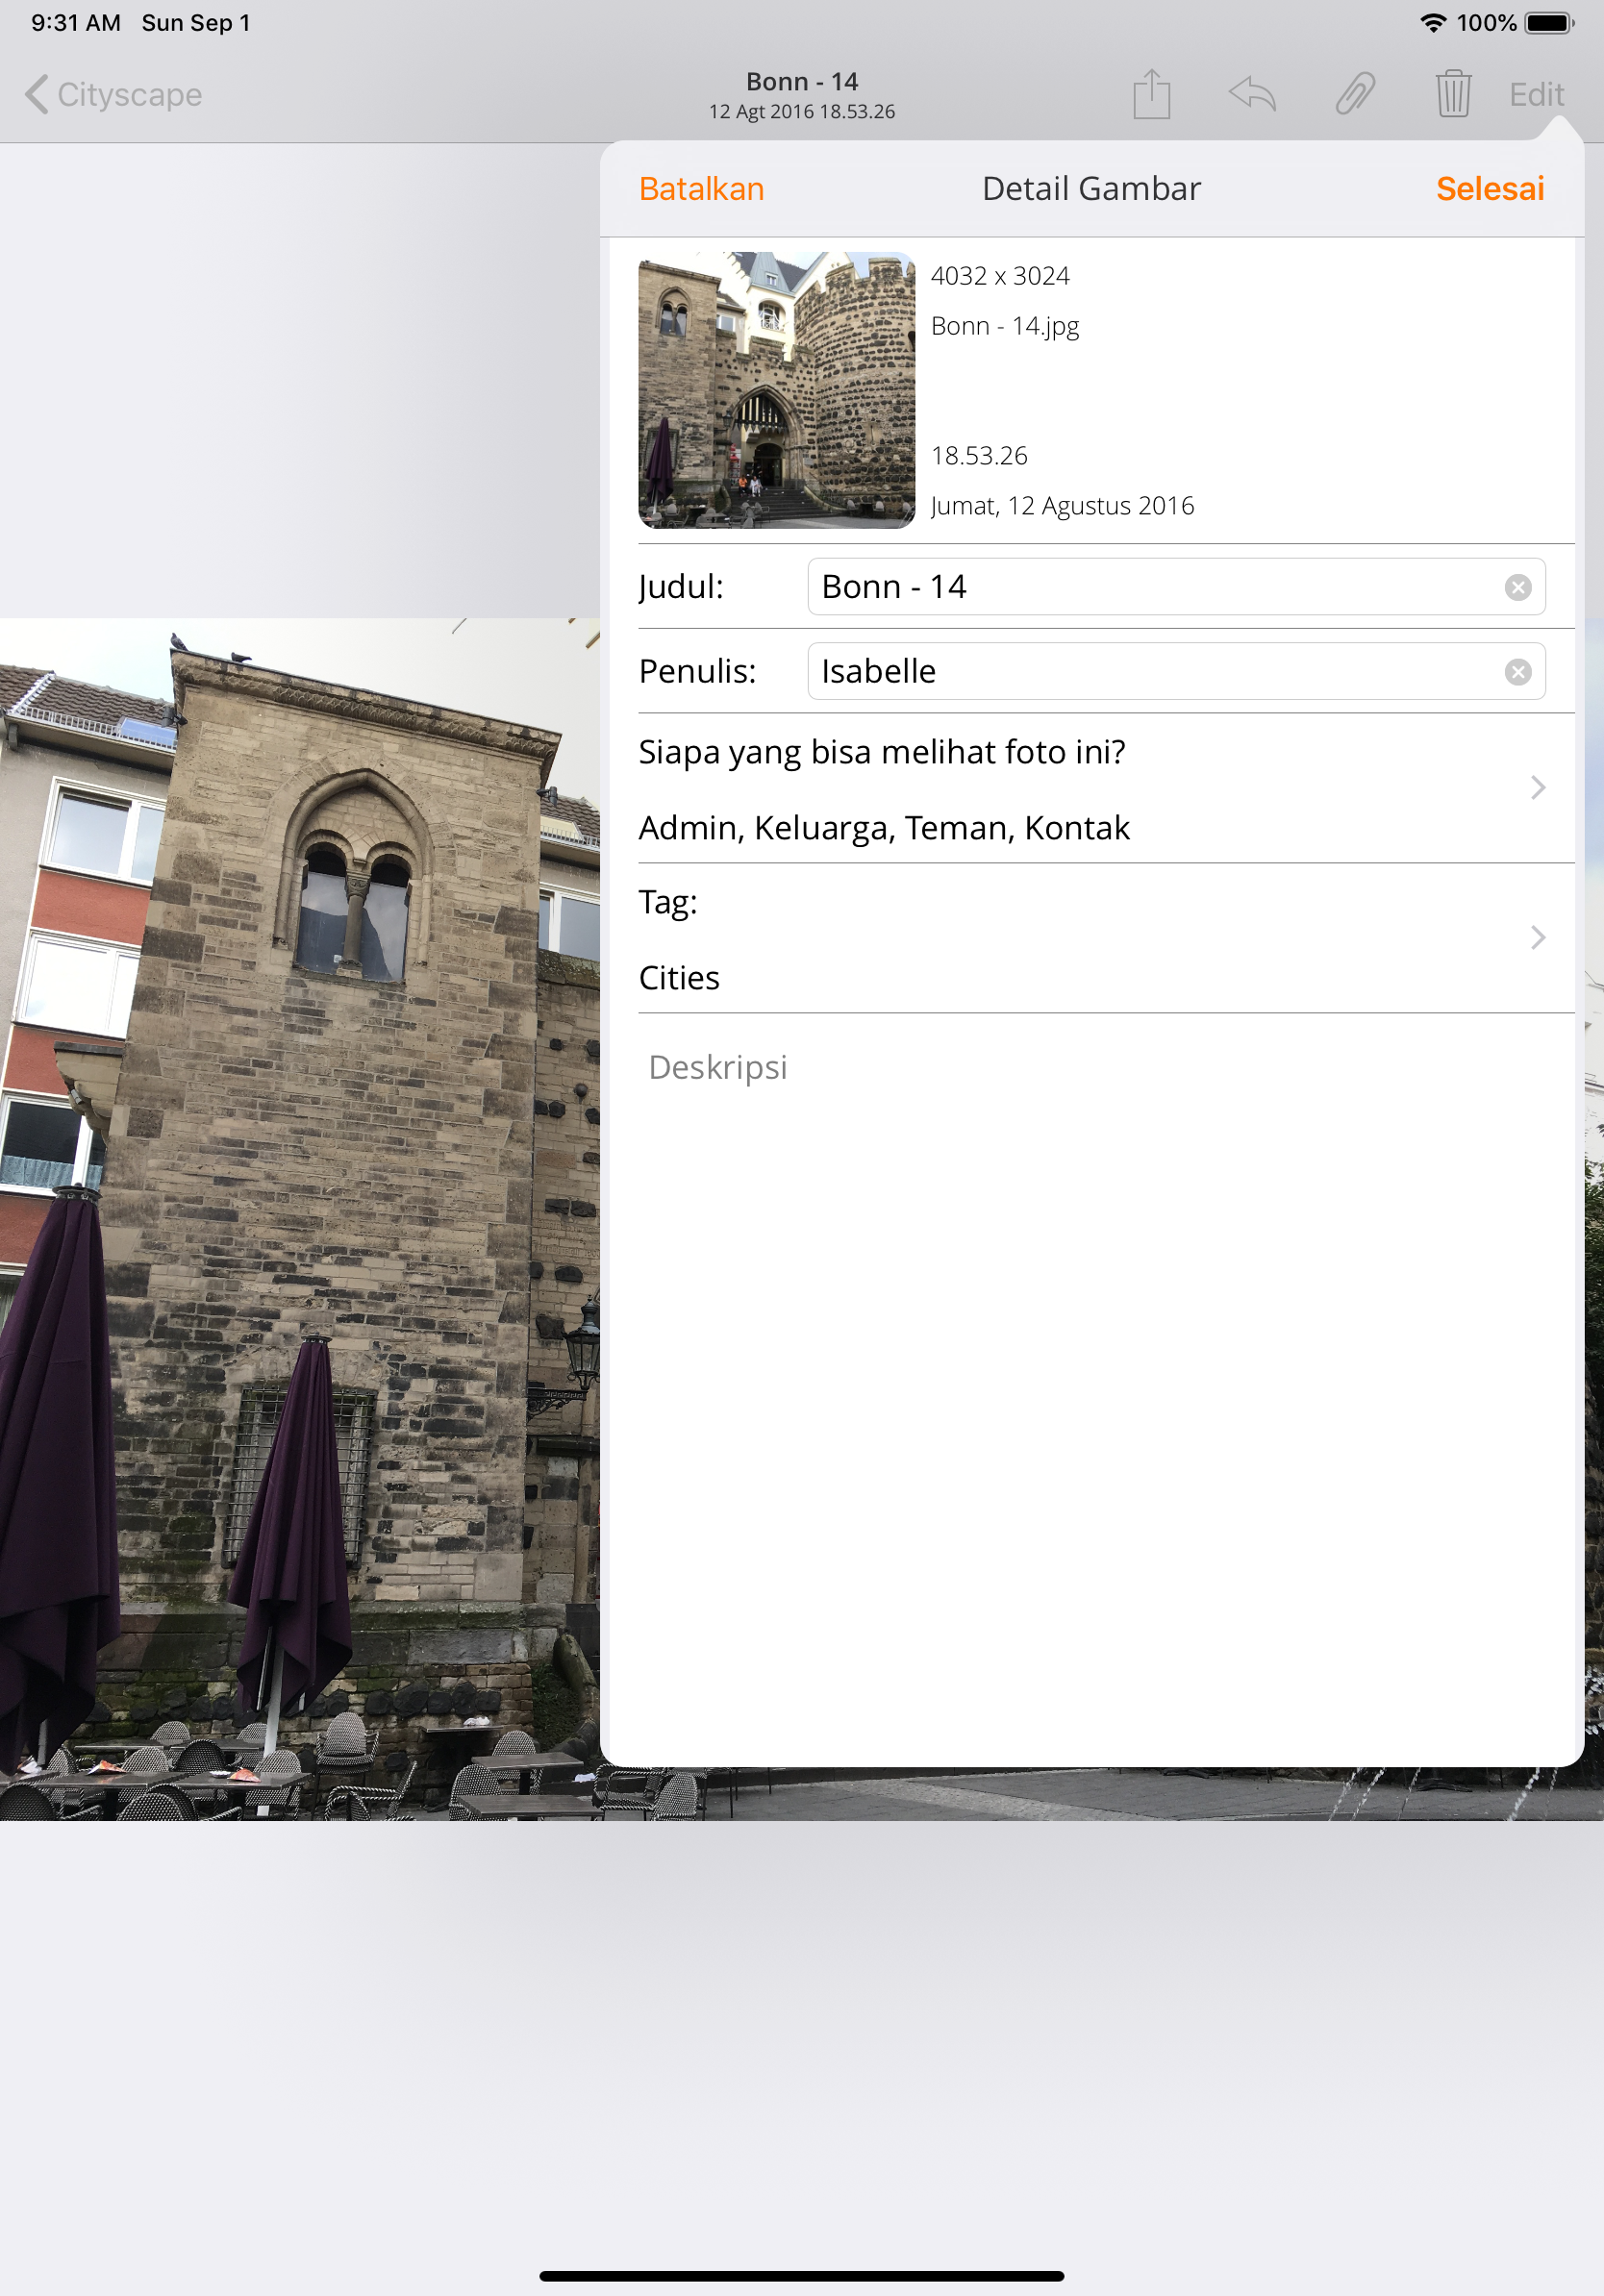 9:31 AM Sun Sep 1
100%
Cityscape
Bonn - 14
12 Agt 2016 18.53.26
Edit
Batalkan
Detail Gambar
Selesai
4032 x 3024
Bonn - 14.jpg
18.53.26
Jumat, 12 Agustus 2016
Judul:
Bonn - 14
Penulis:
Isabelle
Siapa yang bisa melihat foto ini?
Admin, Keluarga, Teman, Kontak
Tag:
Cities
Deskripsi